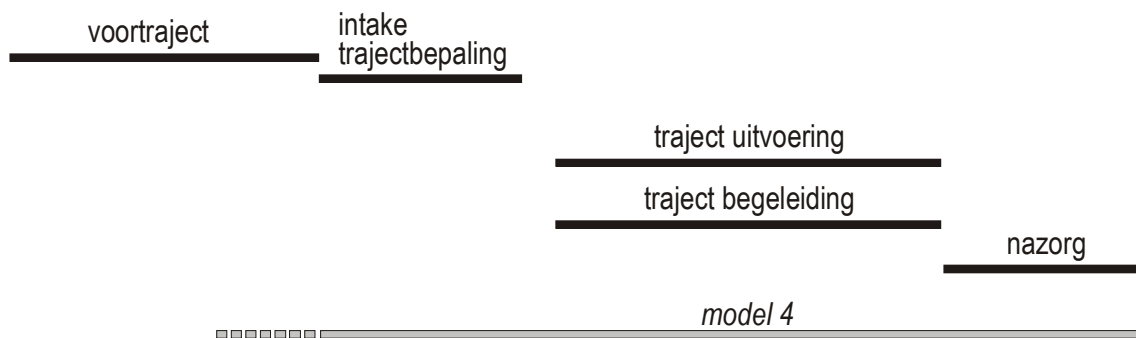 voortraject
intake
trajectbepaling
traject uitvoering
traject begeleiding
nazorg
model 4